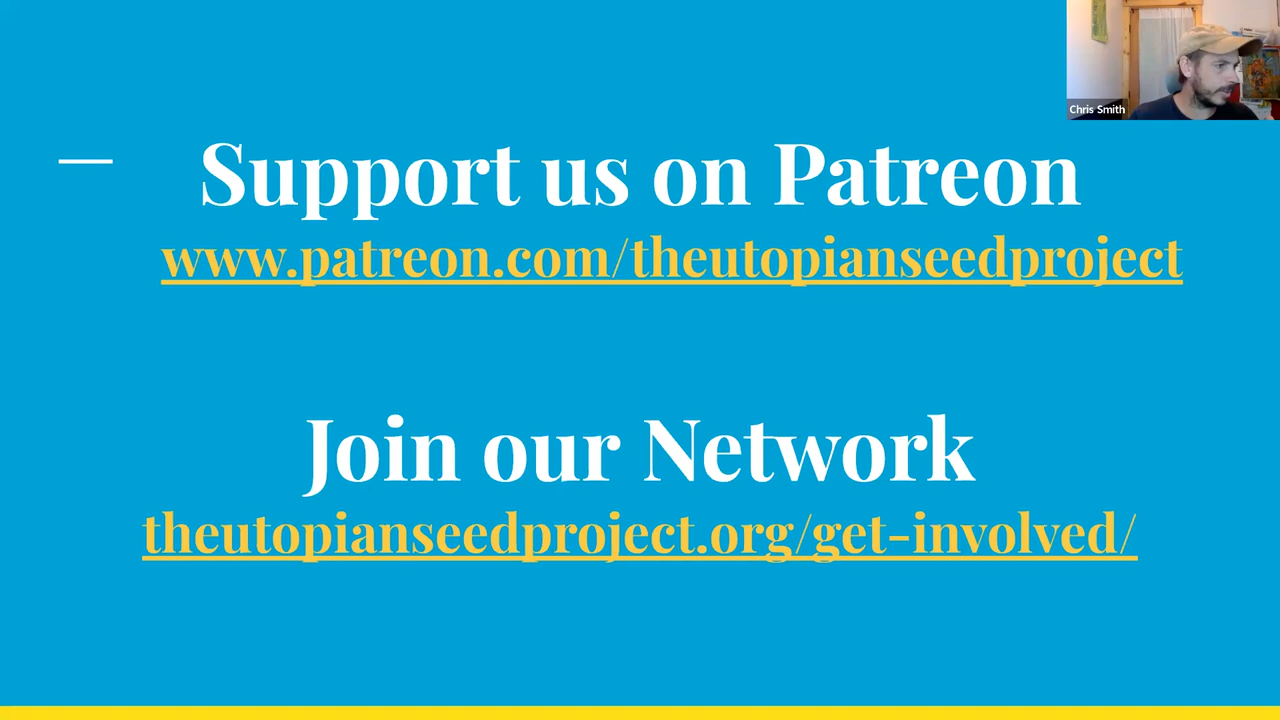 Chris Smith
Support us on Patreon
www.patreon.com/theutopianseedproject
Join our Network
theutopianseedproject.org/get-involved/